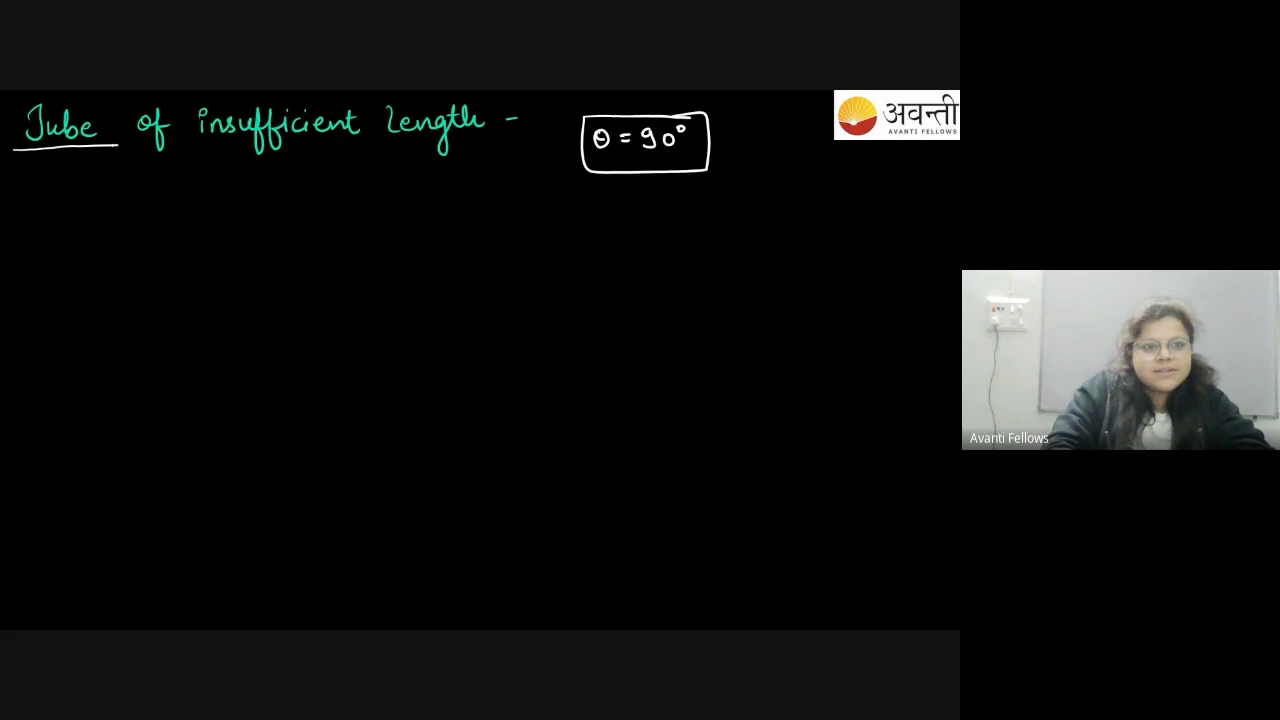 Tube of insufficient length -
θ = 90°
अवन्ती
AVANTI FELLOWS
Avanti Fellows